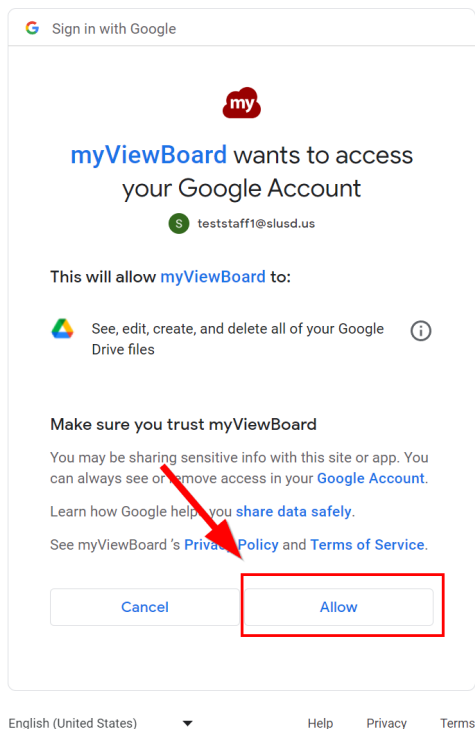 Sign in with Google
my
myViewBoard wants to access
your Google Account
S teststaff1@slusd.us
This will allow myViewBoard to:
See, edit, create, and delete all of your Google
Drive files
Make sure you trust myViewBoard
You may be sharing sensitive info with this site or app. You
can always see or remove access in your Google Account.
Learn how Google helps you share data safely.
See myViewBoard 's Privacy Policy and Terms of Service.
Cancel Allow
English (United States) Help Privacy Terms